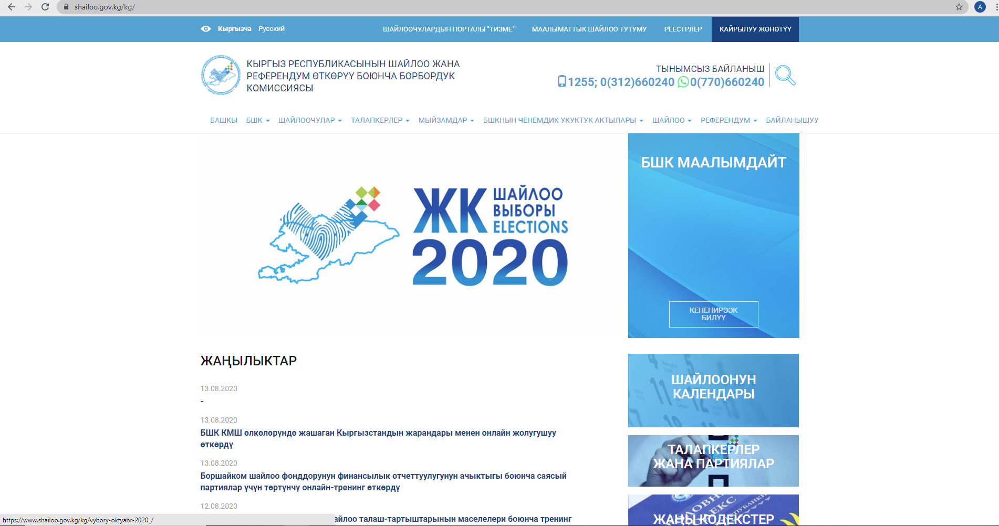 shailoo.gov.kg/kg/
A
Кыргызча Русский
ШАЙЛООЧУЛАРДЫН ПОРТАЛЫ "ТИЗМЕ" МААЛЫМАТТЫК ШАЙЛОО ТУТУМУ РЕЕСТРЛЕР КАЙРЫЛУУ ЖӨНӨТҮҮ
КЫРГЫЗ РЕСПУБЛИКАСЫНЫН ШАЙЛОО ЖАНА
РЕФЕРЕНДУМ ӨТКӨРҮҮ БОЮНЧА БОРБОРДУК
КОМИССИЯСЫ
ТЫНЫМСЫЗ БАЙЛАНЫШ
1255; 0(312)660240 0(770)660240
БАШКЫ БШК ШАЙЛООЧУЛАР ТАЛАПКЕРЛЕР МЫЙЗАМДАР БШКНЫН ЧЕНЕМДИК УКУКТУК АКТЫЛАРЫ ШАЙЛОО РЕФЕРЕНДУМ БАЙЛАНЫШУУ
ЖК ШАЙЛОО
ВЫБОРЫ
ELECTIONS
2020
БШК МААЛЫМДАЙТ
КЕНЕНИРЭЭК
БИЛҮҮ
ЖАҢЫЛЫКТАР
13.08.2020
-
13.08.2020
БШК КМШ өлкөлөрүндө жашаган Кыргызстандын жарандары менен онлайн жолугушуу
өткөрдү
13.08.2020
Боршайком шайлоо фонддорунун финансылык отчеттуулугунун ачыктыгы боюнча саясый
партиялар үчүн төртүнчү онлайн-тренинг өткөрдү
12.08.2020
айлоо талаш-тартыштарынын маселелери боюнча тренинг
ШАЙЛООНУН
КАЛЕНДАРЫ
ТАЛАПКЕРЛЕР
ЖАНА ПАРТИЯЛАР
ЖАҢЫ КОДЕКСТЕР
https://www.shailoo.gov.kg/kg/vybory-oktyabr-2020_/